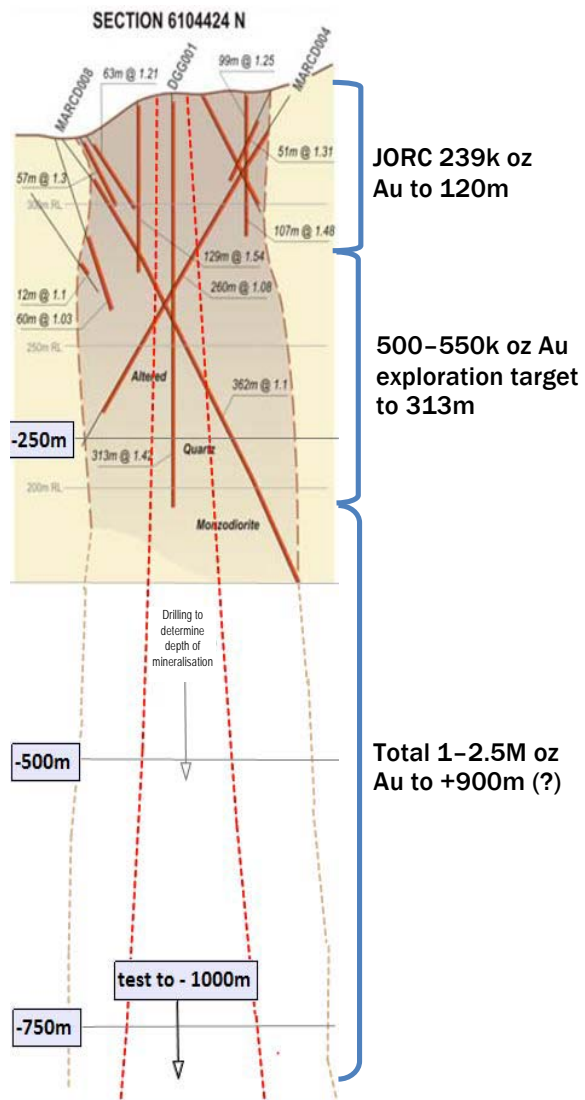 SECTION 6104424 N
MARCD008
63m @ 1.21
DGG001
99m @ 1.25
MARCD004
51m @ 1.31
57m @ 1.3
300m RL
107m @ 1.48
129m @ 1.54
260m @ 1.08
12m @ 1.1
60m @ 1.03
250m RL
Altered
362m @ 1.1
-250m
313m @ 1.42
Quartz
200m RL
Monzodiorite
JORC 239k oz
Au to 120m
500–550k oz Au
exploration target
to 313m
Drilling to
determine
depth of
mineralisation
-500m
Total 1–2.5M oz
Au to +900m (?)
test to - 1000m
-750m